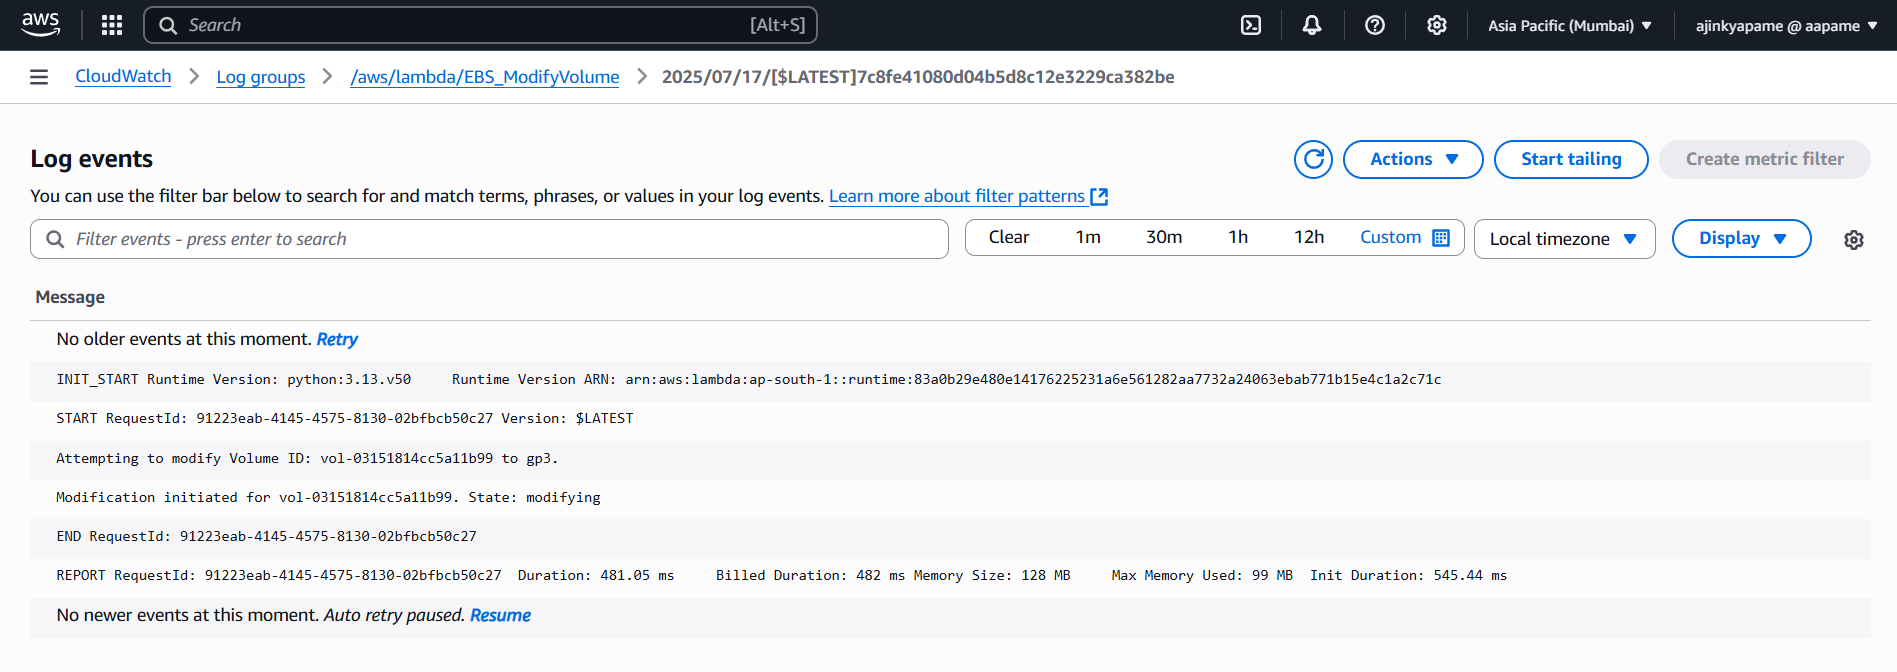 aws Search [Alt+S] Asia Pacific (Mumbai) ajinkyapame @ aapame
CloudWatch Log groups /aws/lambda/EBS_ModifyVolume 2025/07/17/[$LATEST]7c8fe41080d04b5d8c12e3229ca382be
Log events Actions Start tailing Create metric filter
You can use the filter bar below to search for and match terms, phrases, or values in your log events. Learn more about filter patterns
Filter events - press enter to search Clear 1m 30m 1h 12h Custom Local timezone Display
Message
No older events at this moment. Retry
INIT_START Runtime Version: python:3.13.v50 Runtime Version ARN: arn:aws:lambda:ap-south-1::runtime:83a0b29e480e14176225231a6e561282aa7732a24063ebab771b15e4c1a2c71c
START RequestId: 91223eab-4145-4575-8130-02bfbcb50c27 Version: $LATEST
Attempting to modify Volume ID: vol-03151814cc5a11b99 to gp3.
Modification initiated for vol-03151814cc5a11b99. State: modifying
END RequestId: 91223eab-4145-4575-8130-02bfbcb50c27
REPORT RequestId: 91223eab-4145-4575-8130-02bfbcb50c27 Duration: 481.05 ms Billed Duration: 482 ms Memory Size: 128 MB Max Memory Used: 99 MB Init Duration: 545.44 ms
No newer events at this moment. Auto retry paused. Resume